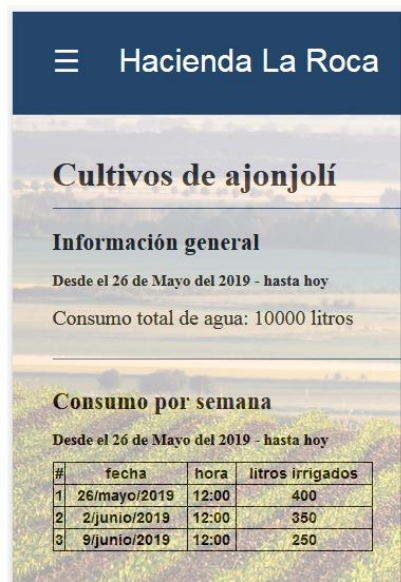 Hacienda La Roca
Cultivos de ajonjolí
Información general
Desde el 26 de Mayo del 2019 - hasta hoy
Consumo total de agua: 10000 litros
Consumo por semana
Desde el 26 de Mayo del 2019 - hasta hoy
# fecha hora litros irrigados
1 26/mayo/2019 12:00 400
2 2/junio/2019 12:00 350
3 9/junio/2019 12:00 250